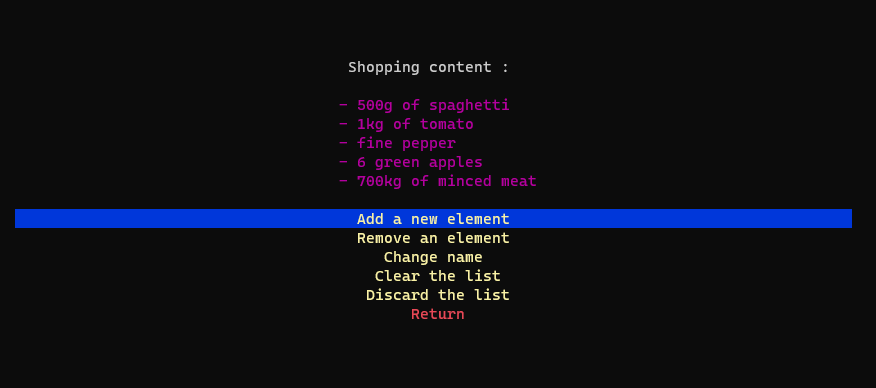 Shopping content :
- 500g of spaghetti
- 1kg of tomato
- fine pepper
- 6 green apples
- 700kg of minced meat
Add a new element
Remove an element
Change name
Clear the list
Discard the list
Return